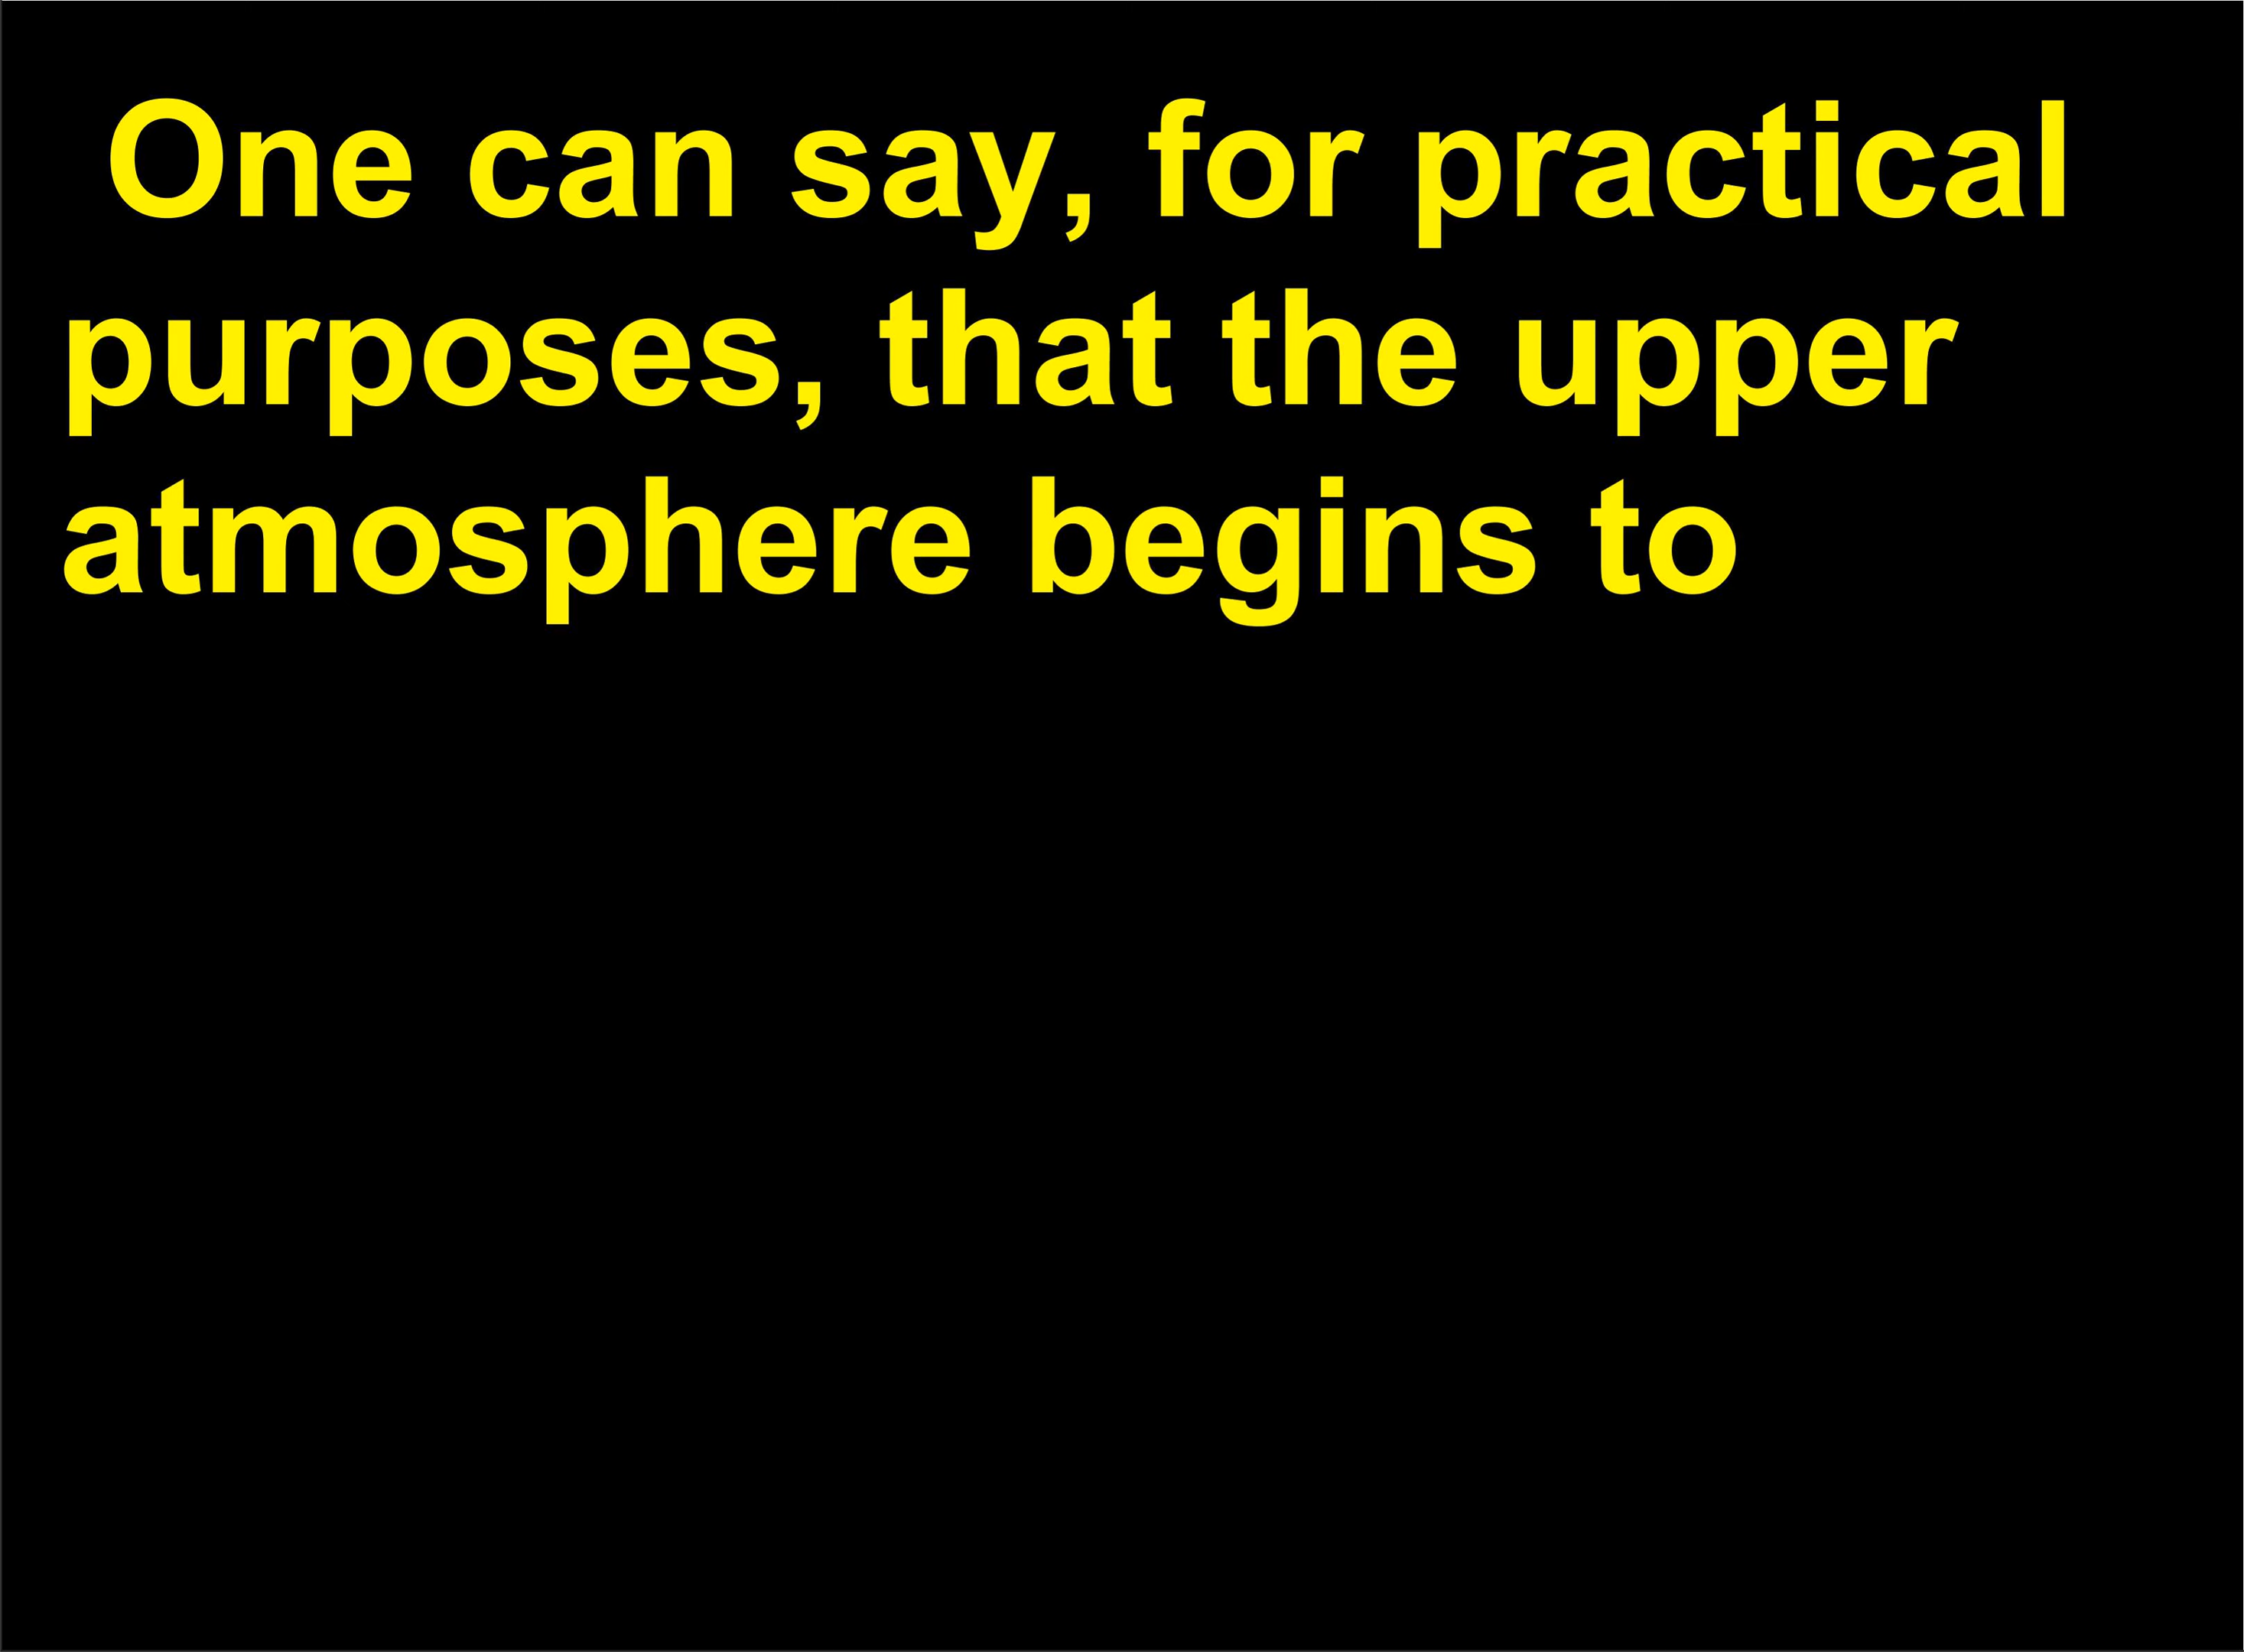 One can say, for practical
purposes, that the upper
atmosphere begins to